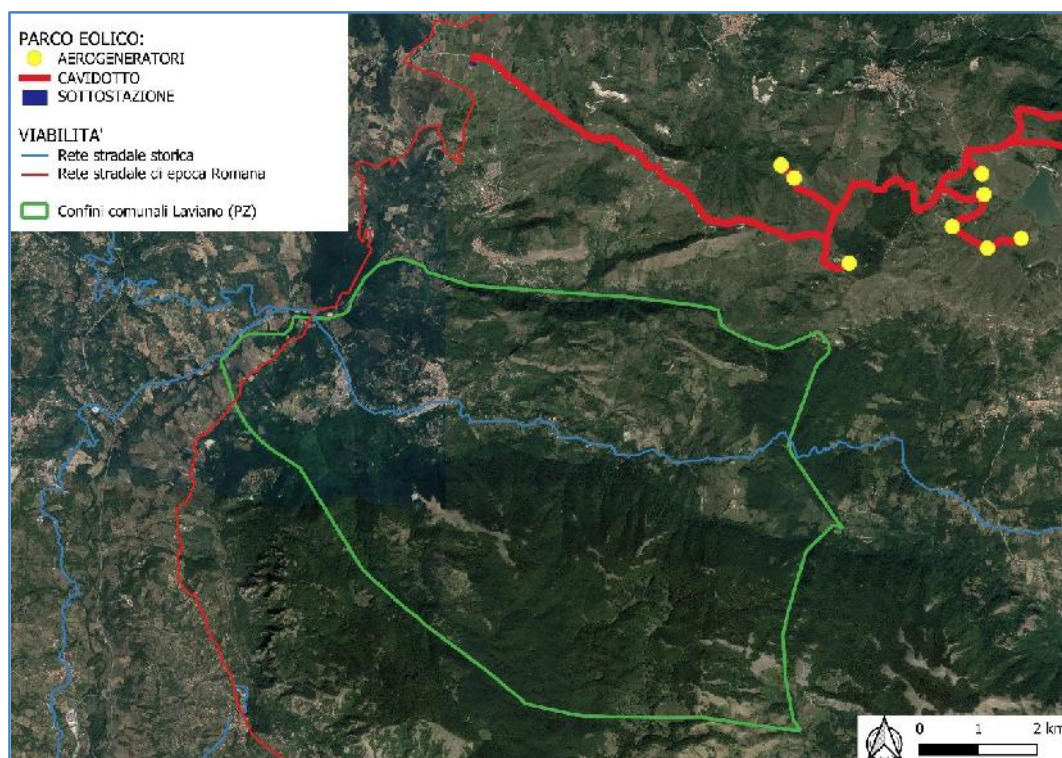 PARCO EOLICO:
AEROGENERATORI
CAVIDOTTO
SOTTOSTAZIONE
VIABILITA'
Rete stradale storica
Rete stradale di epoca Romana
Confini comunali Laviano (PZ)
0 1 2 km